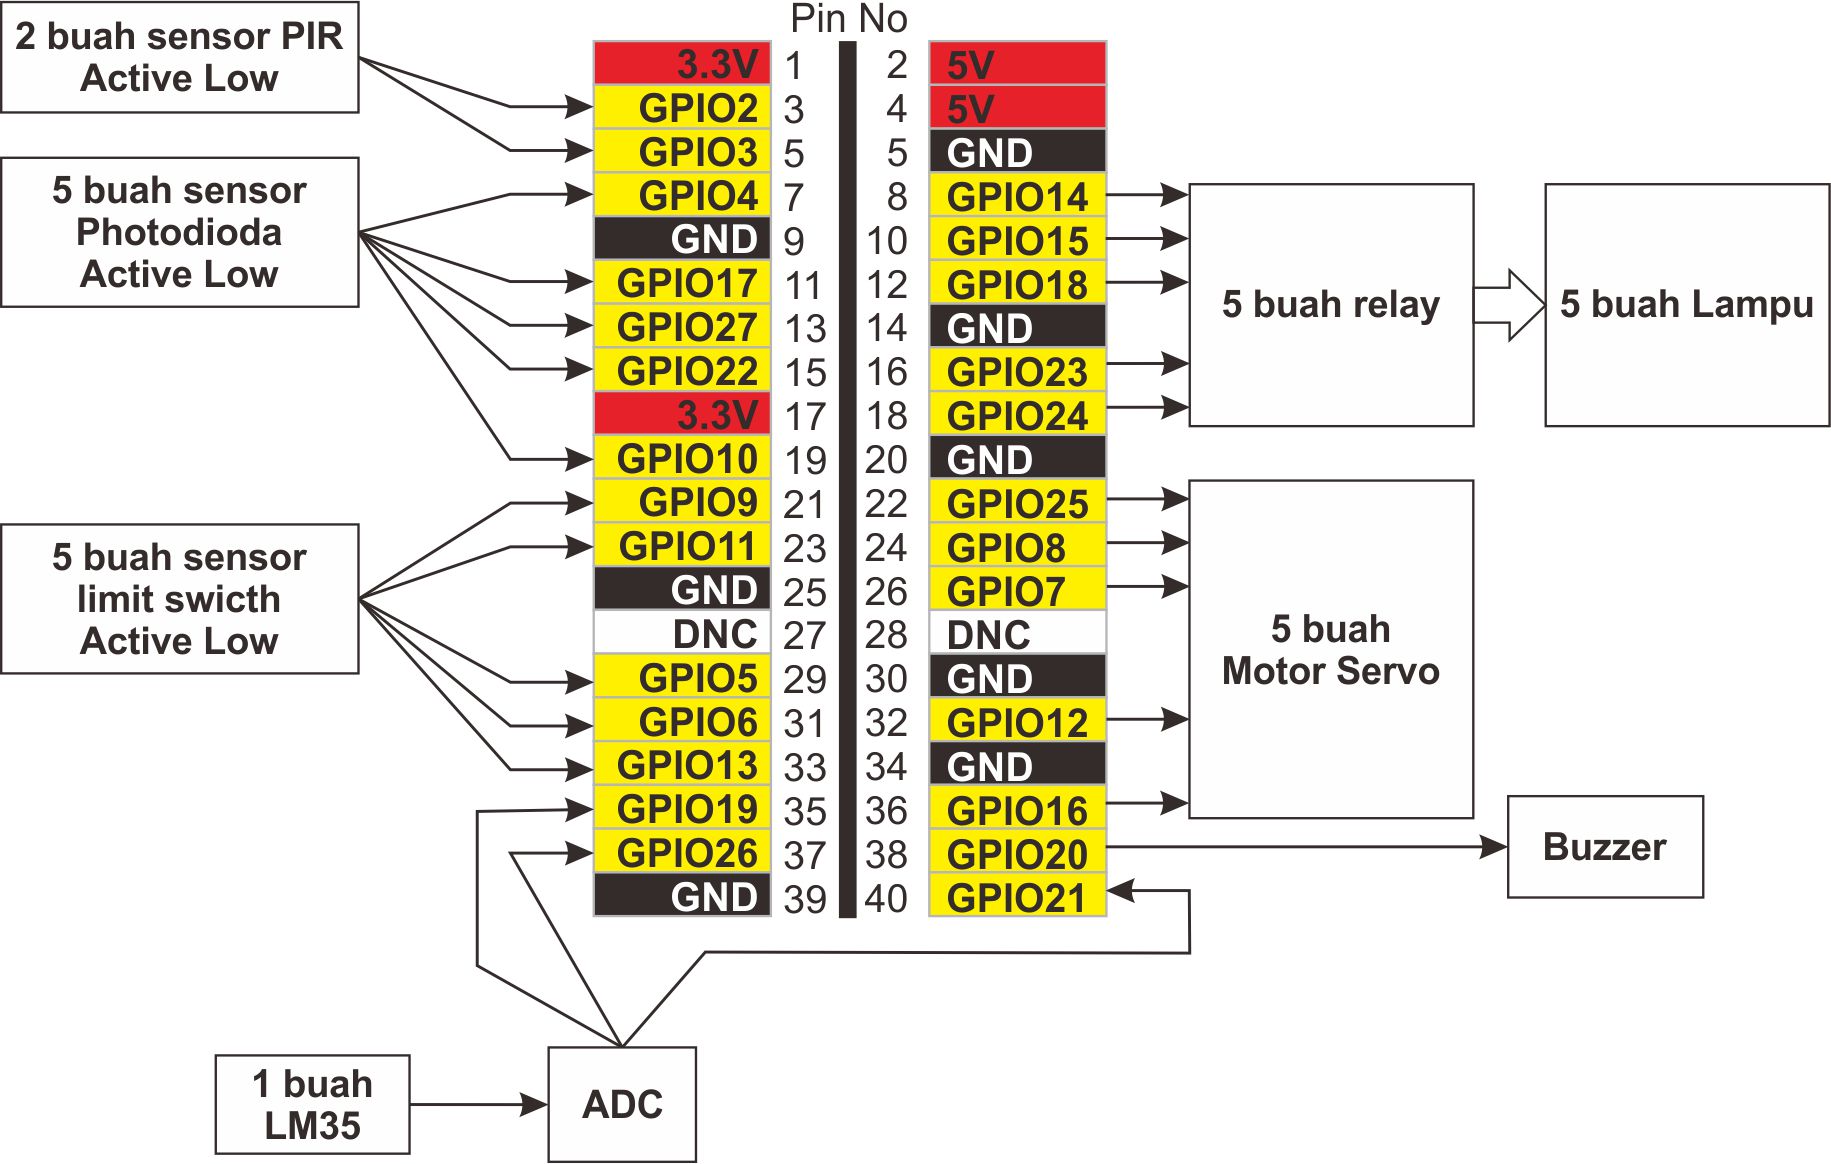 Pin No
2 buah sensor PIR
Active Low
5 buah sensor
Photodioda
Active Low
5 buah sensor
limit swicth
Active Low
3.3V 1 2 5V
GPIO2 3 4 5V
GPIO3 5 5 GND
GPIO4 7 8 GPIO14
GND 9 10 GPIO15
GPIO17 11 12 GPIO18
GPIO27 13 14 GND
GPIO22 15 16 GPIO23
3.3V 17 18 GPIO24
GPIO10 19 20 GND
GPIO9 21 22 GPIO25
GPIO11 23 24 GPIO8
GND 25 26 GPIO7
DNC 27 28 DNC
GPIO5 29 30 GND
GPIO6 31 32 GPIO12
GPIO13 33 34 GND
GPIO19 35 36 GPIO16
GPIO26 37 38 GPIO20
GND 39 40 GPIO21
5 buah relay
5 buah Lampu
5 buah
Motor Servo
Buzzer
1 buah
LM35
ADC